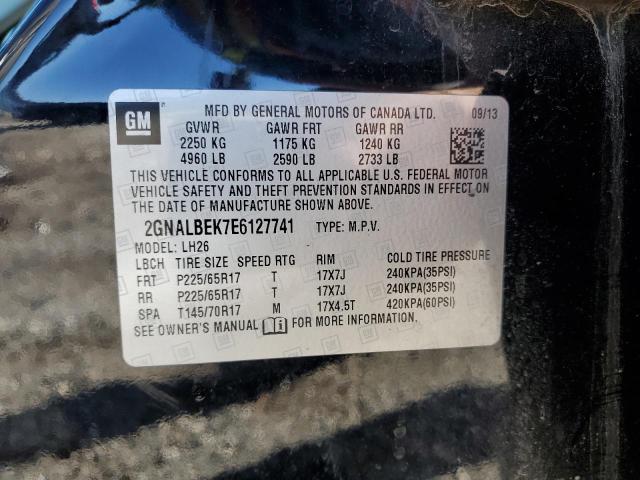 GM
MFD BY GENERAL MOTORS OF CANADA LTD. 09/13
GVWR GAWR FRT GAWR RR
2250 KG 1175 KG 1240 KG
4960 LB 2590 LB 2733 LB
THIS VEHICLE CONFORMS TO ALL APPLICABLE U.S. FEDERAL MOTOR
VEHICLE SAFETY AND THEFT PREVENTION STANDARDS IN EFFECT ON
THE DATE OF MANUFACTURE SHOWN ABOVE.
2GNALBEK7E6127741 TYPE: M.P.V.
MODEL: LH26
LBCH TIRE SIZE SPEED RTG RIM COLD TIRE PRESSURE
FRT P225/65R17 T 17X7J 240KPA(35PSI)
RR P225/65R17 T 17X7J 240KPA(35PSI)
SPA T145/70R17 M 17X4.5T 420KPA(60PSI)
SEE OWNER'S MANUAL FOR MORE INFORMATION.